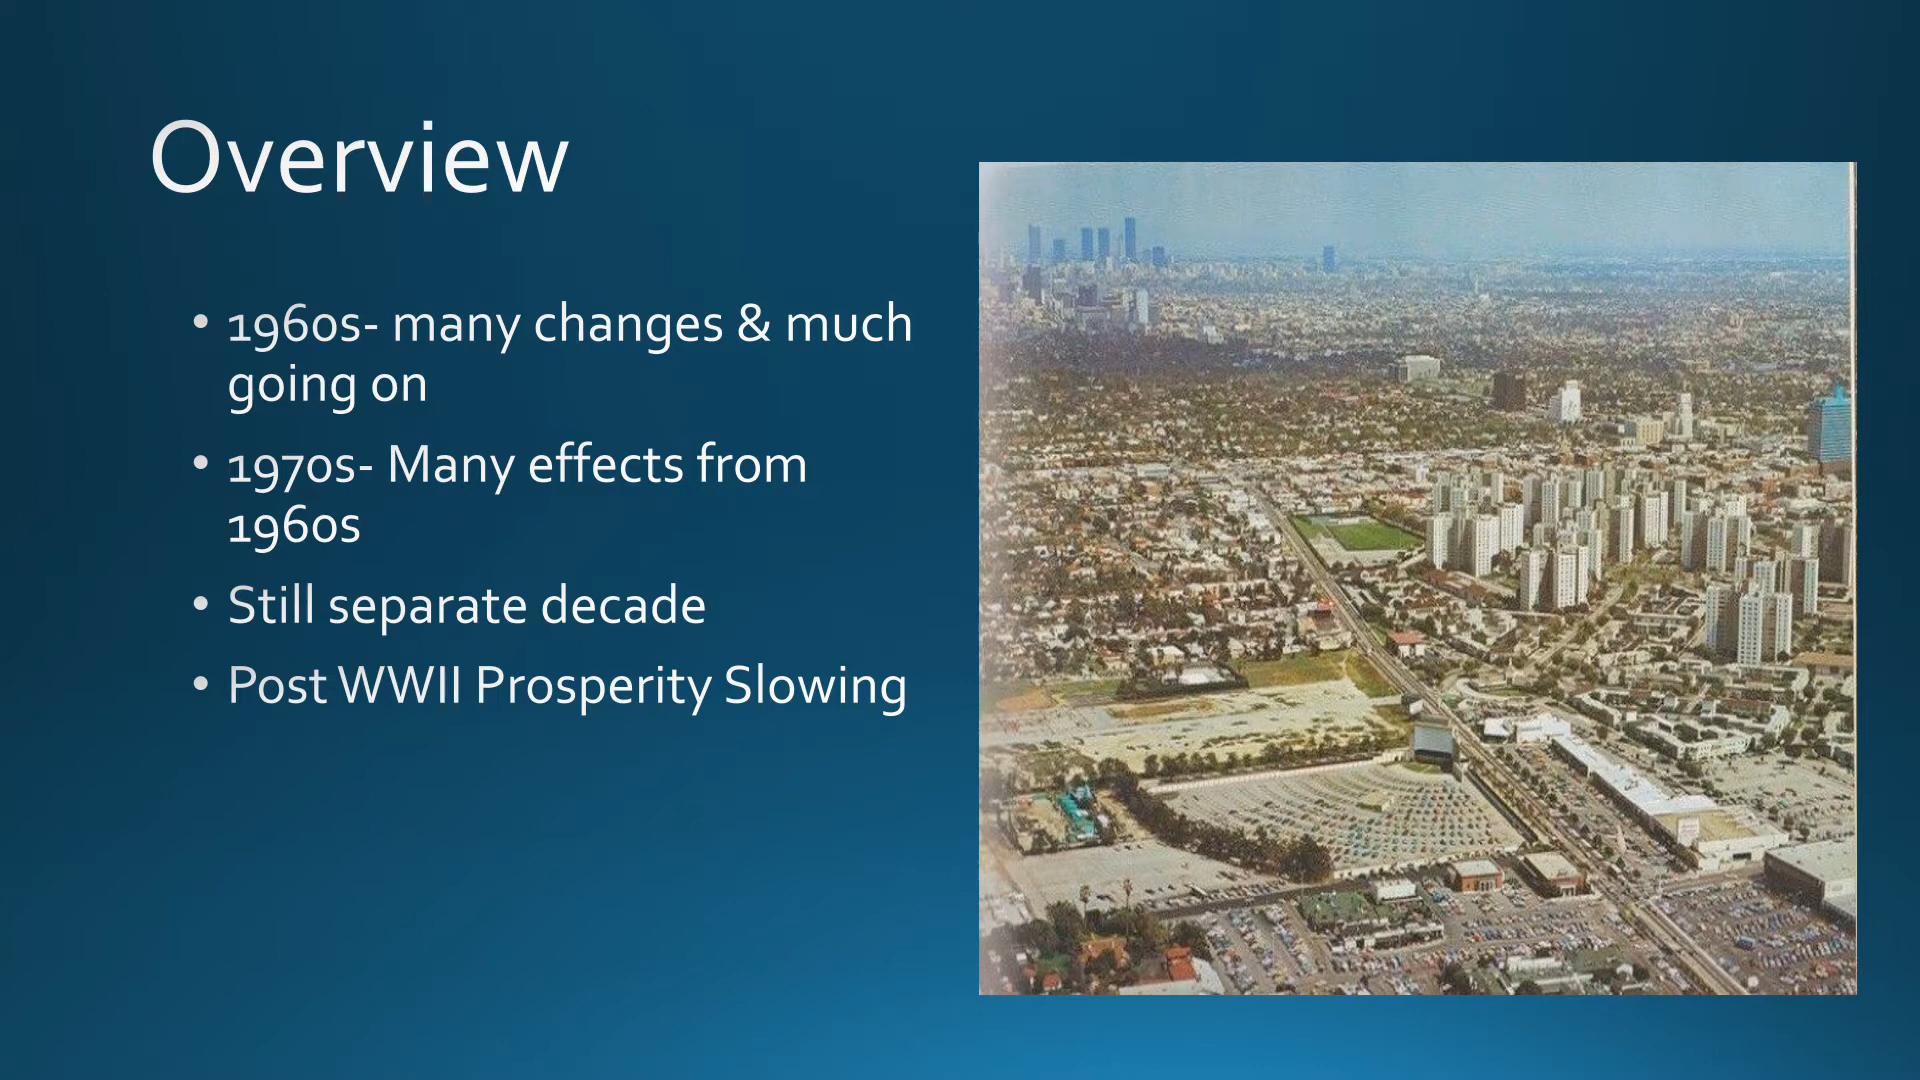 Overview
• 1960s- many changes & much
going on
• 1970s- Many effects from
1960s
• Still separate decade
• Post WWII Prosperity Slowing